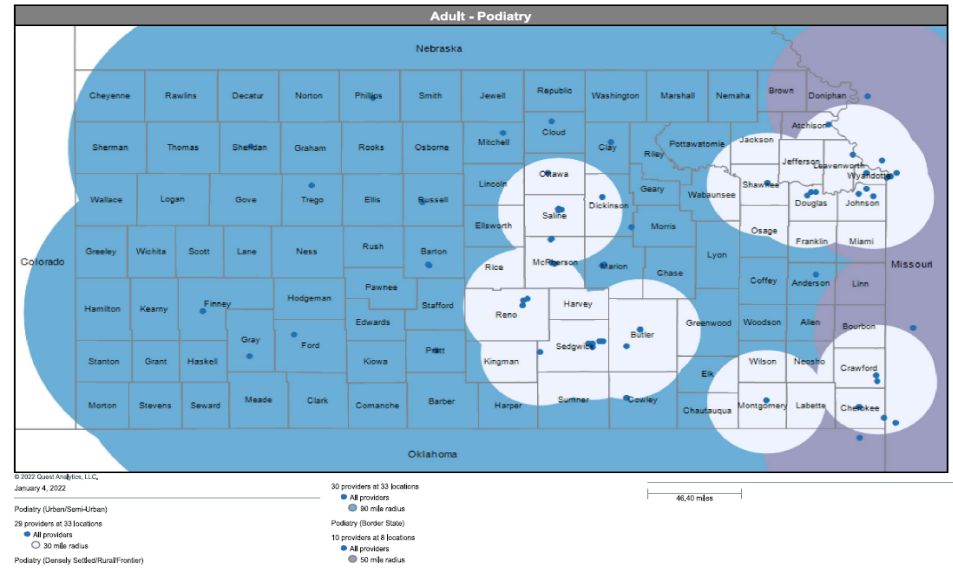 Adult - Podiatry
Nebraska
Cheyenne Rawlins Decatur Norton Phillips Smith Jewell Republic Washington Marshall Nemaha Brown Doniphan
Atchison
Sherman Thomas Sheridan Graham Rooks Osborne Mitchell Cloud Clay Riley Pottawatomie Jackson Jefferson Leavenworth
Wyandotte
Wallace Logan Gove Trego Ellis Russell Lincoln Ottawa Dickinson Geary Wabaunsee Shawnee Douglas Johnson
Saline
Ellsworth Morris Osage Franklin Miami
Colorado Greeley Wichita Scott Lane Ness Rush Barton Rice McPherson Marion Chase Lyon Coffey Anderson Linn Missouri
Pawnee
Hamilton Kearny Finney Hodgeman Edwards Stafford Reno Harvey Butler Greenwood Woodson Allen Bourbon
Gray Ford
Stanton Grant Haskell Kiowa Pratt Kingman Sedgwick Elk Wilson Neosho Crawford
Morton Stevens Seward Meade Clark Comanche Barber Harper Sumner Cowley Chautauqua Montgomery Labette Cherokee
Oklahoma
© 2022 Quest Analytics, LLC.
January 4, 2022
Podiatry (Urban/Semi-Urban)
29 providers at 33 locations
All providers
30 mile radius
Podiatry (Densely Settled/Rural/Frontier)
30 providers at 33 locations
All providers
90 mile radius
Podiatry (Border State)
10 providers at 8 locations
All providers
50 mile radius
46.40 miles